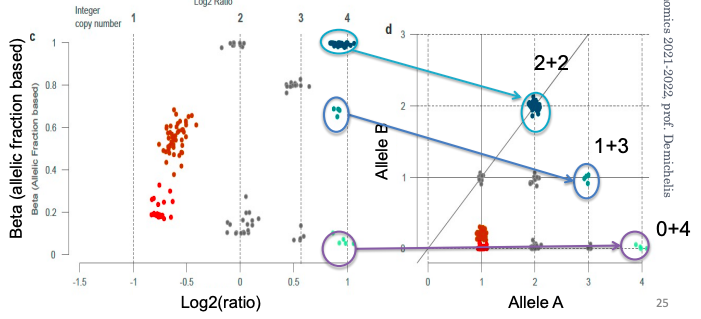 Log2 Ratio
Integer
copy number
1
2
3
4
c
d
1
0.8
0.6
0.4
0.2
0
Beta (allelic fraction based)
Beta (Allelic Fraction based)
-1.5
-1
-0.5
0
0.5
1
Log2(ratio)
3
2
1
0
Allele B
2+2
1+3
0+4
0
1
2
3
4
Allele A
omics 2021-2022, prof. Demichelis
25